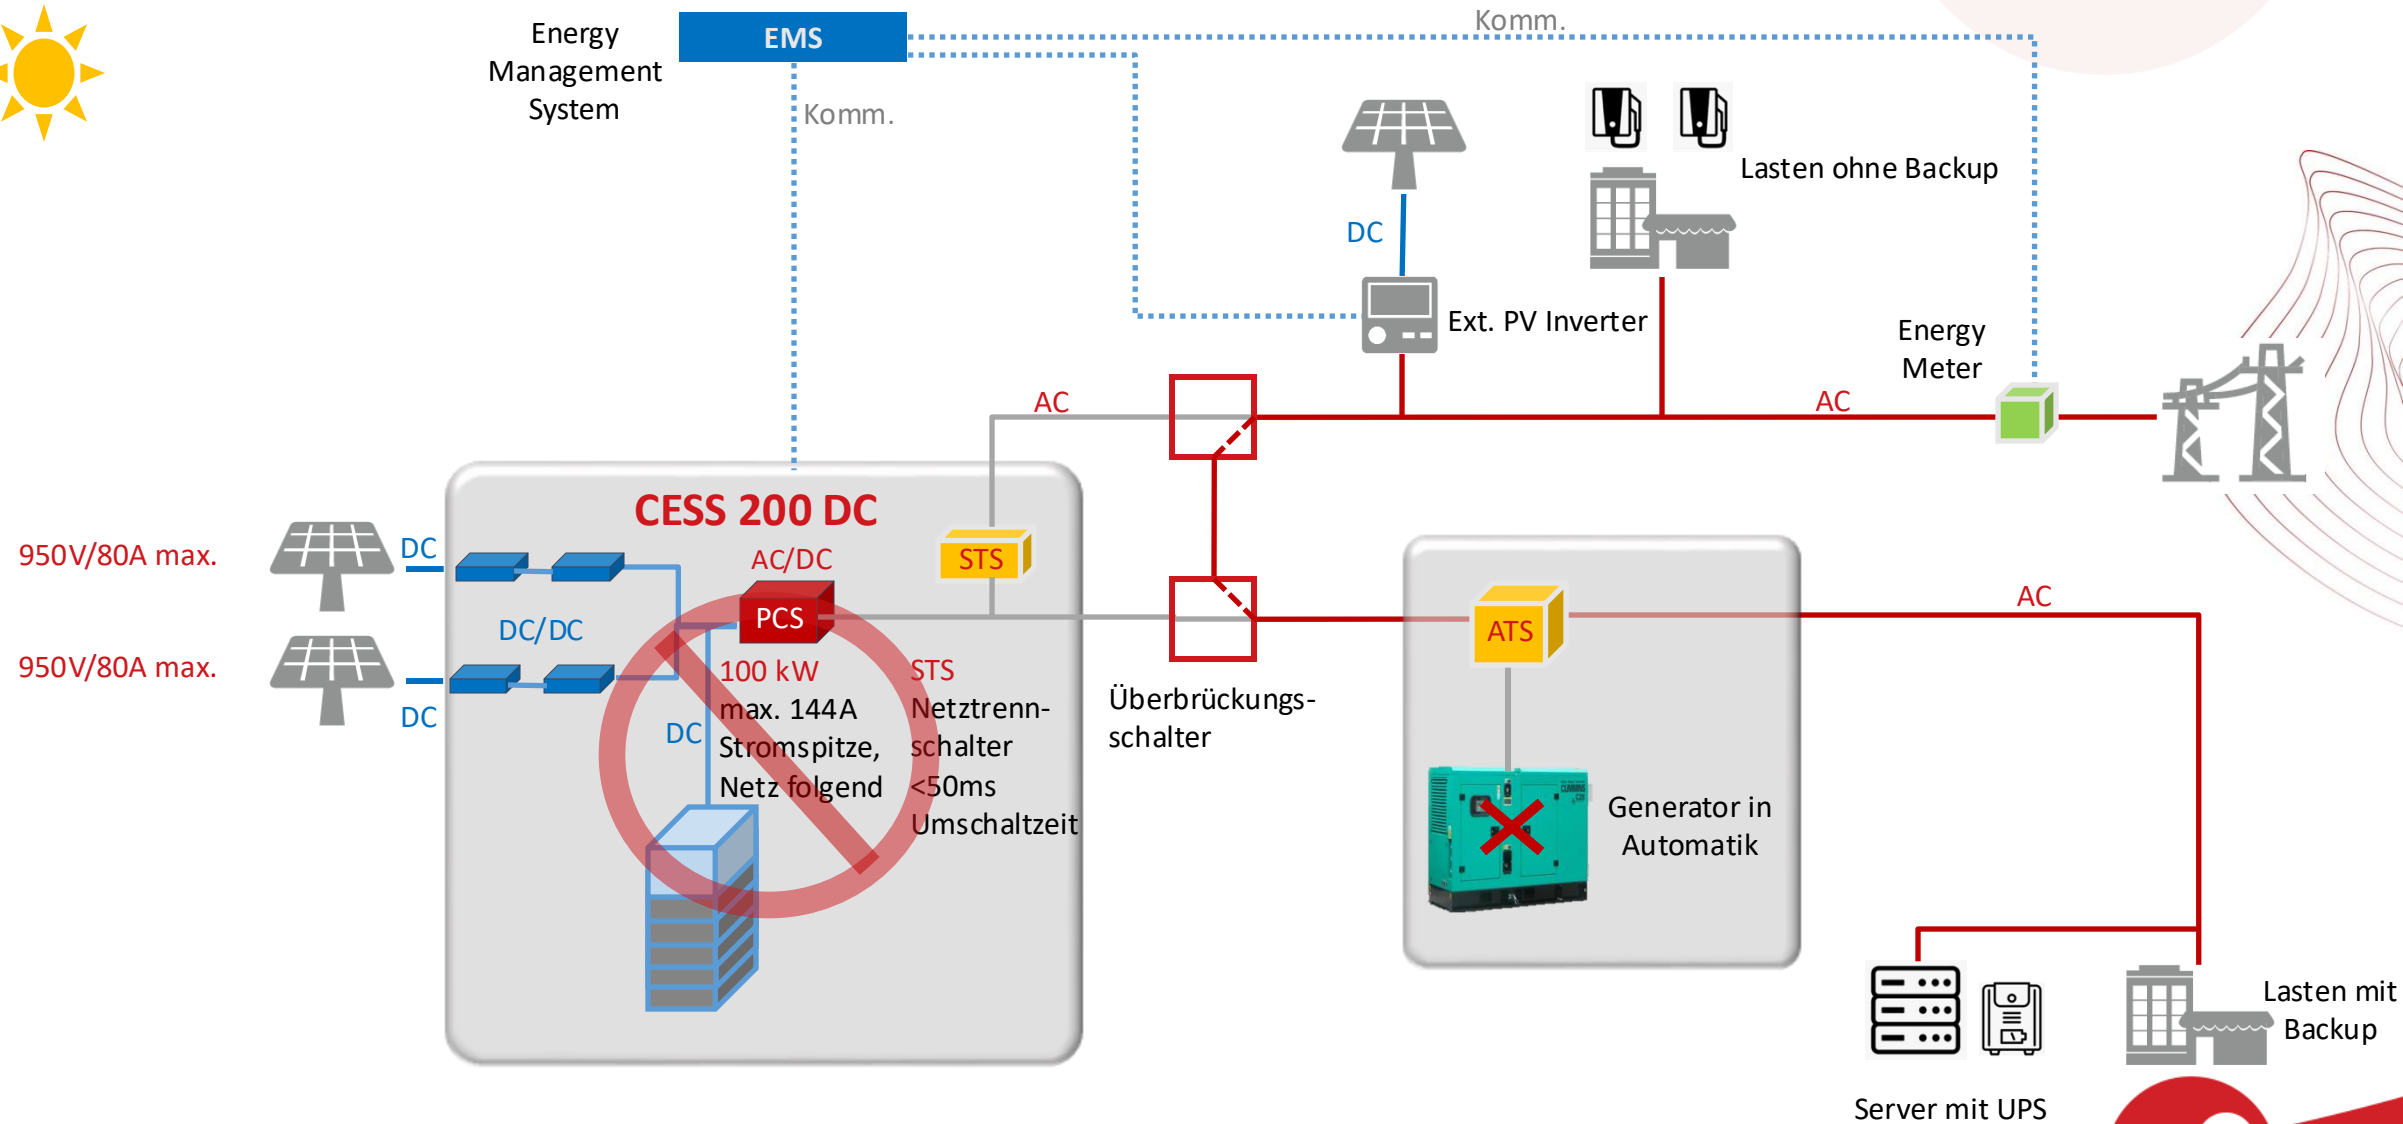 Energy
Management
System
EMS
Komm.
Komm.
Lasten ohne Backup
DC
Ext. PV Inverter
Energy
Meter
AC
AC
CESS 200 DC
950V/80A max.
DC
AC/DC
STS
PCS
DC/DC
950V/80A max.
DC
100 kW
max. 144A
Stromspitze,
Netz folgend
DC
STS
Netztrenn-
schalter
<50ms
Umschaltzeit
Überbrückungs-
schalter
ATS
AC
CUMMINS
Generator in
Automatik
Lasten mit
Backup
Server mit UPS